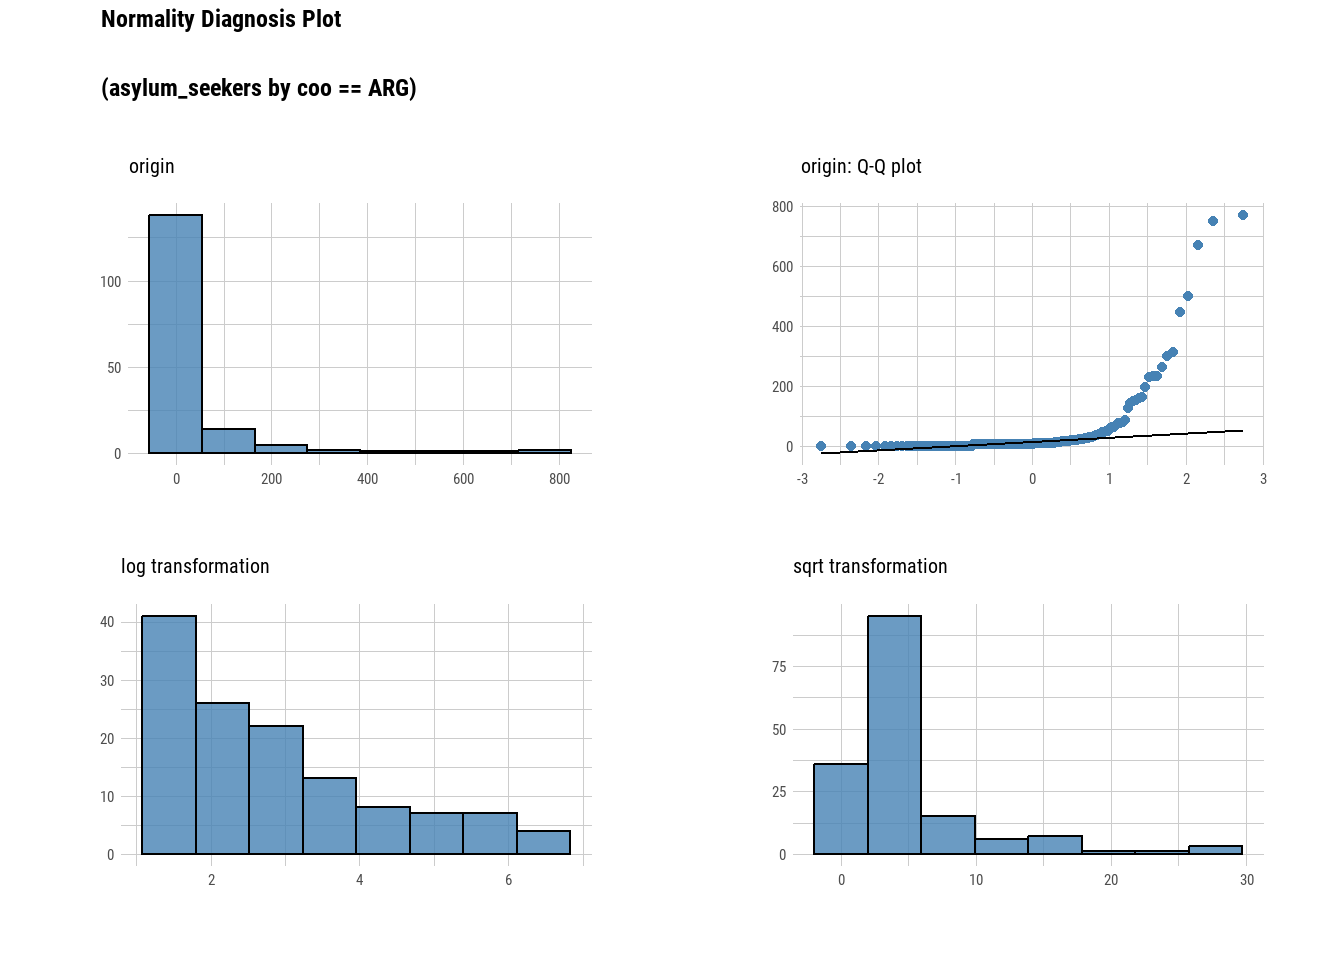 Normality Diagnosis Plot
(asylum_seekers by coo == ARG)
origin
100
50
0
0 200 400 600 800
origin: Q-Q plot
800
600
400
200
0
-3 -2 -1 0 1 2 3
log transformation
40
30
20
10
0
2 4 6
sqrt transformation
75
50
25
0
0 10 20 30